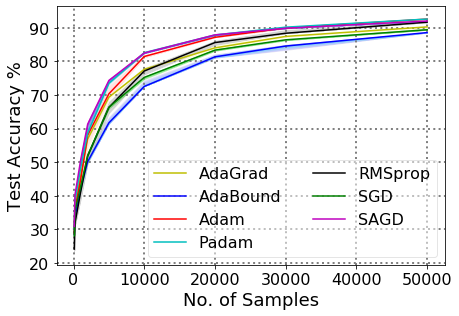 Test Accuracy %
90
80
70
60
50
40
30
20
AdaGrad
AdaBound
Adam
Padam
RMSprop
SGD
SAGD
0 10000 20000 30000 40000 50000
No. of Samples